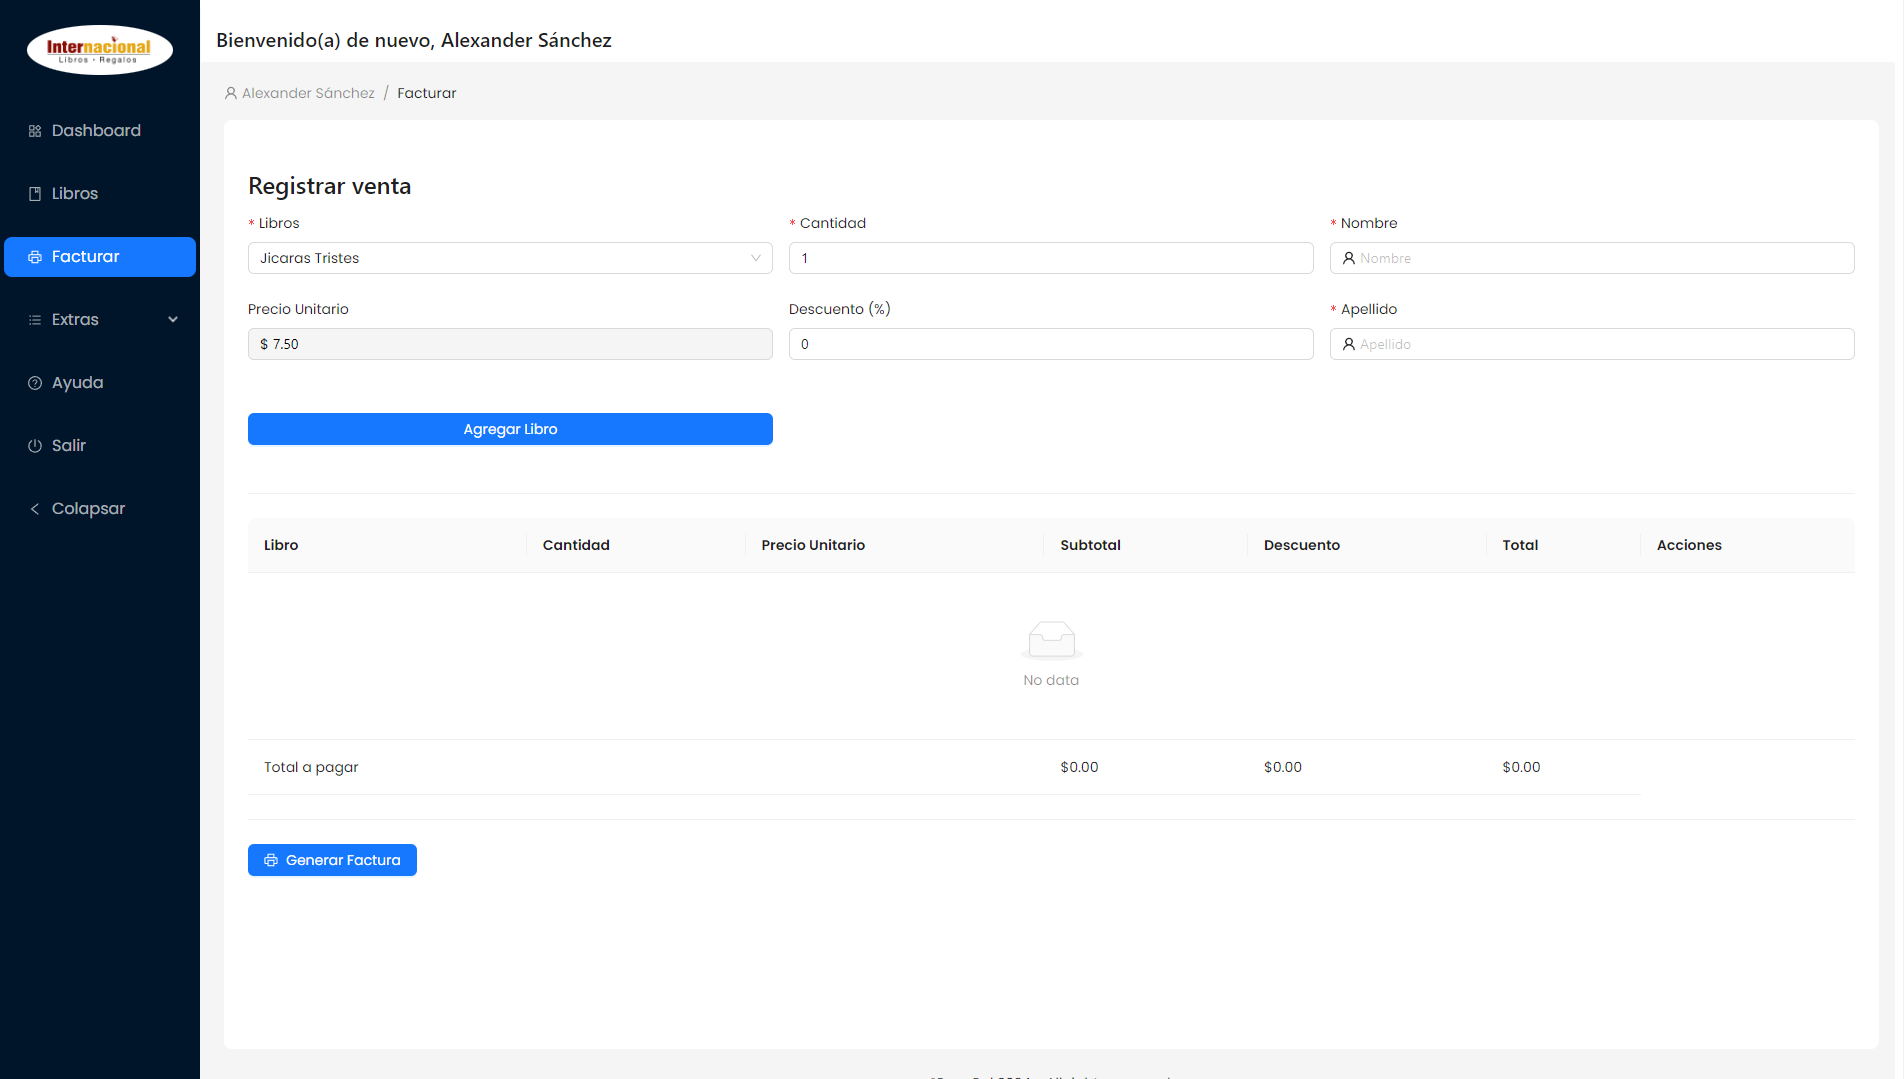 Internacional
Libros - Regalos
Dashboard
Libros
Facturar
Extras
Ayuda
Salir
Colapsar
Bienvenido(a) de nuevo, Alexander Sánchez
Alexander Sánchez / Facturar
Registrar venta
* Libros
* Cantidad
* Nombre
Jicaras Tristes
1
Nombre
Precio Unitario
Descuento (%)
* Apellido
$ 7.50
0
Apellido
Agregar Libro
Libro Cantidad Precio Unitario Subtotal Descuento Total Acciones
No data
Total a pagar $0.00 $0.00 $0.00
Generar Factura